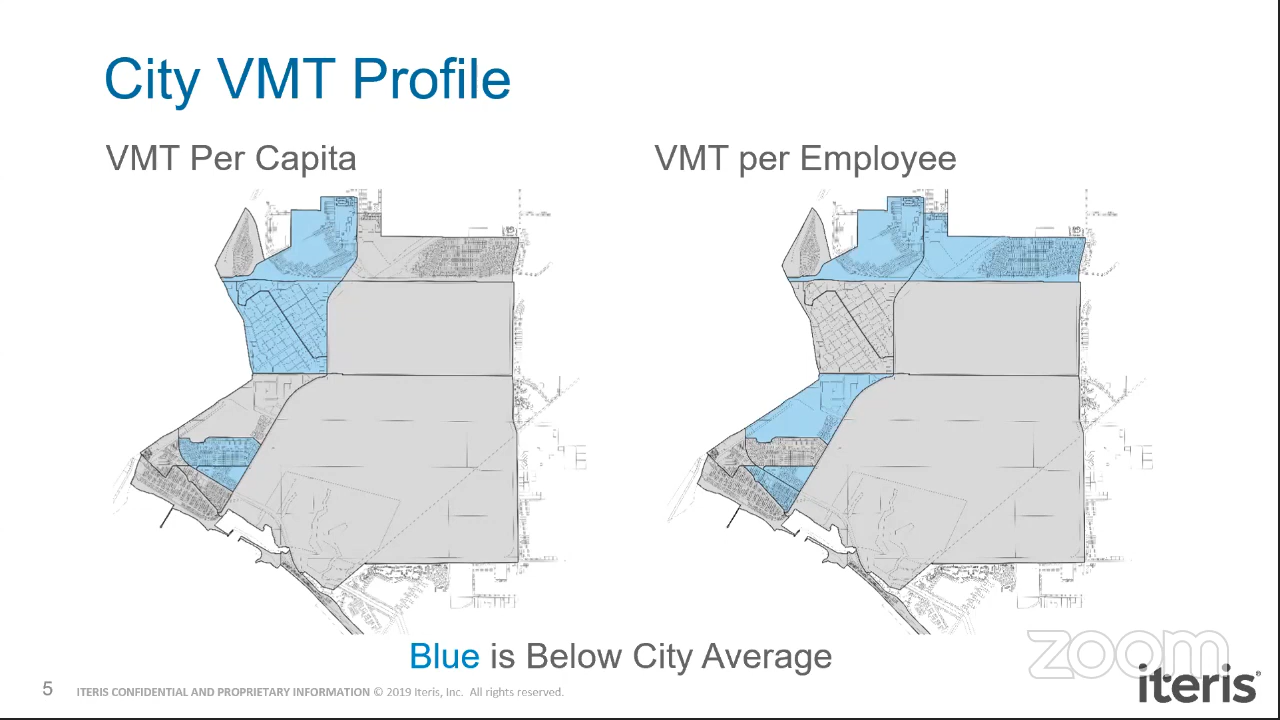 City VMT Profile
VMT Per Capita
VMT per Employee
Blue is Below City Average
zoom
iteris®
5
ITERIS CONFIDENTIAL AND PROPRIETARY INFORMATION © 2019 Iteris, Inc. All rights reserved.